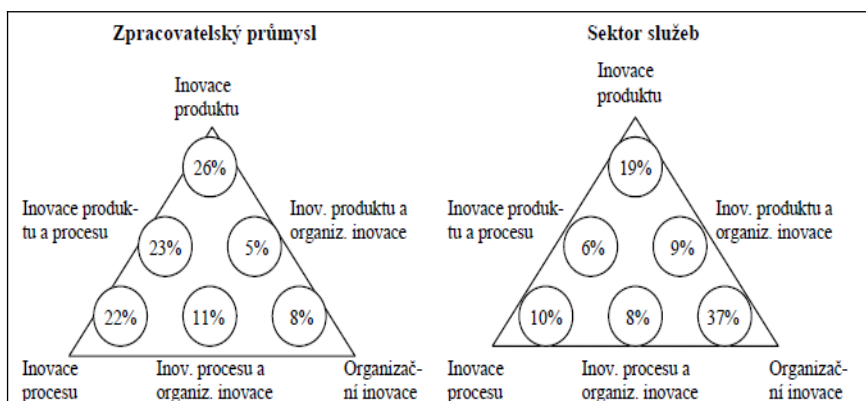 Zpracovatelský průmysl
Inovace
produktu
26%
Inovace produk-
tu a procesu
Inov. produktu a
organiz. inovace
23%
5%
22%
11%
8%
Inovace
procesu
Inov. procesu a
organiz. inovace
Organizač-
ní inovace
Sektor služeb
Inovace
produktu
19%
Inovace produk-
tu a procesu
Inov. produktu a
organiz. inovace
6%
9%
10%
8%
37%
Inovace
procesu
Inov. procesu a
organiz. inovace
Organizač-
ní inovace